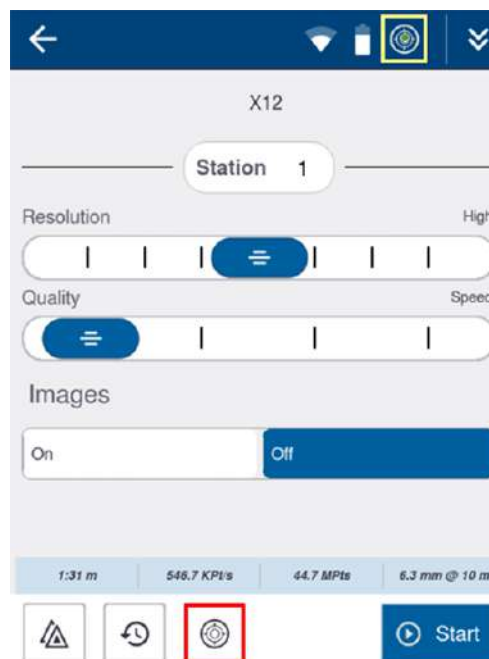 X12
Station 1
Resolution High
Quality Speed
Images
On Off
1:31 m 546.7 KPt/s 44.7 MPts 6.3 mm @ 10 m
Start